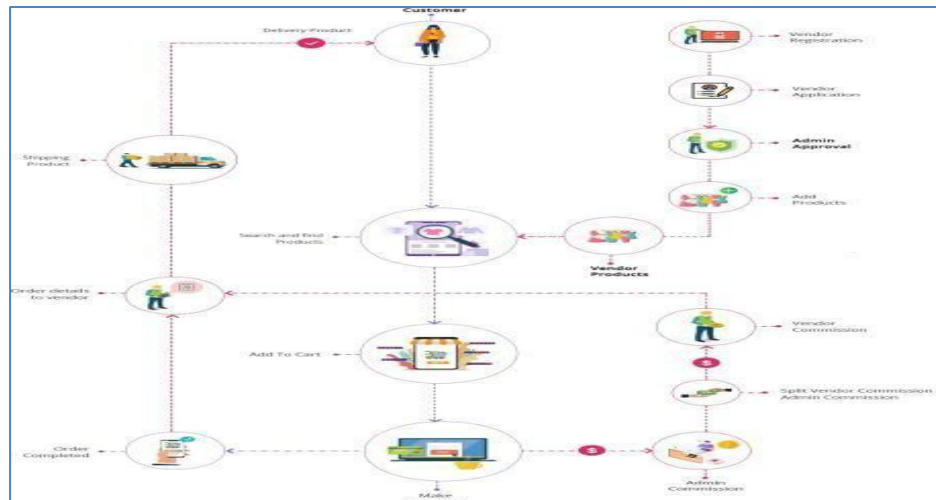 Customer
Delivery Product
Vendor
Registration
Vendor
Application
Admin
Approval
Shipping
Product
Add
Products
Search and find
Products
Vendor
Products
Order details
to vendor
Vendor
Commission
Add To Cart
Split Vendor Commission
Admin Commission
Order
Completed
Admin
Commission
Make